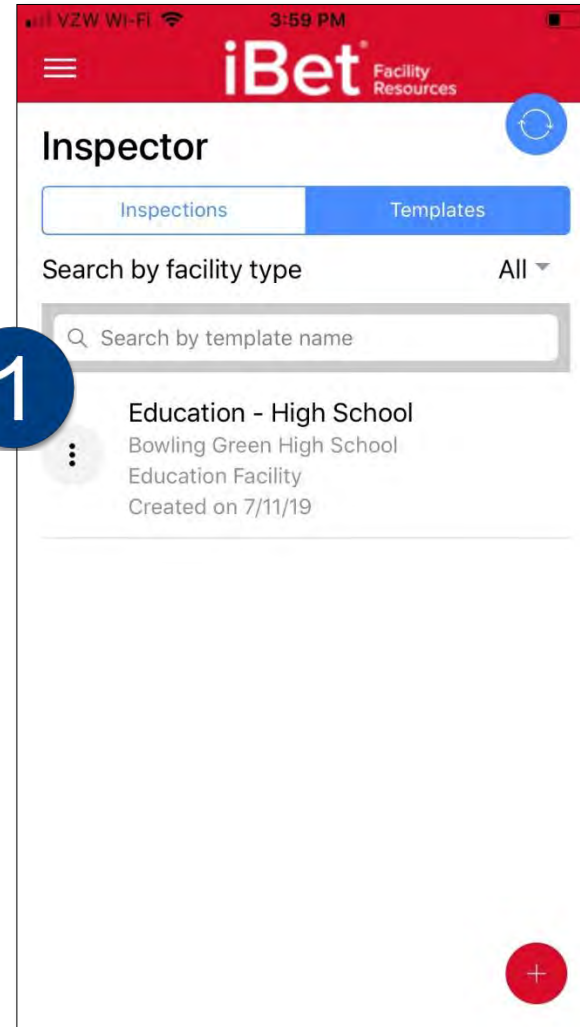 VZW Wi-Fi 3:59 PM
iBet Facility
Resources
Inspector
Inspections Templates
Search by facility type All
Search by template name
1
Education - High School
Bowling Green High School
Education Facility
Created on 7/11/19